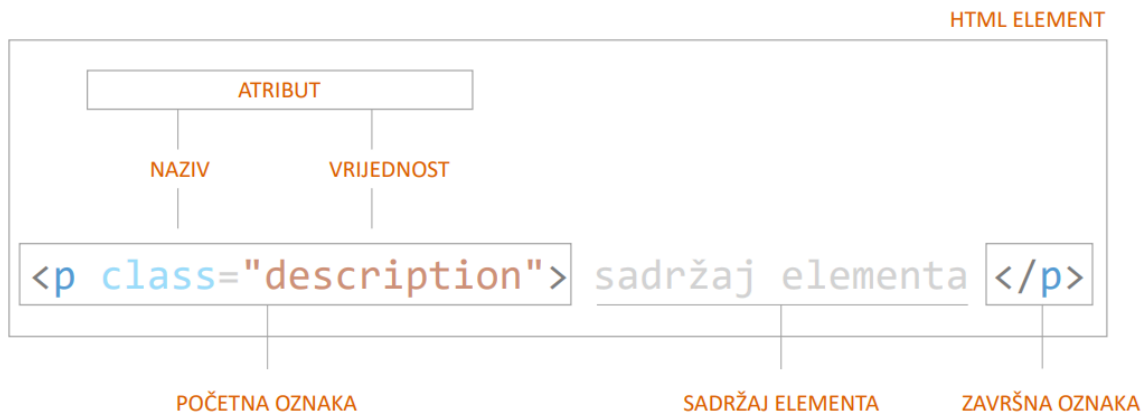 HTML ELEMENT
ATRIBUT
NAZIV VRIJEDNOST
<p class="description"> sadržaj elementa </p>
POČETNA OZNAKA SADRŽAJ ELEMENTA ZAVRŠNA OZNAKA